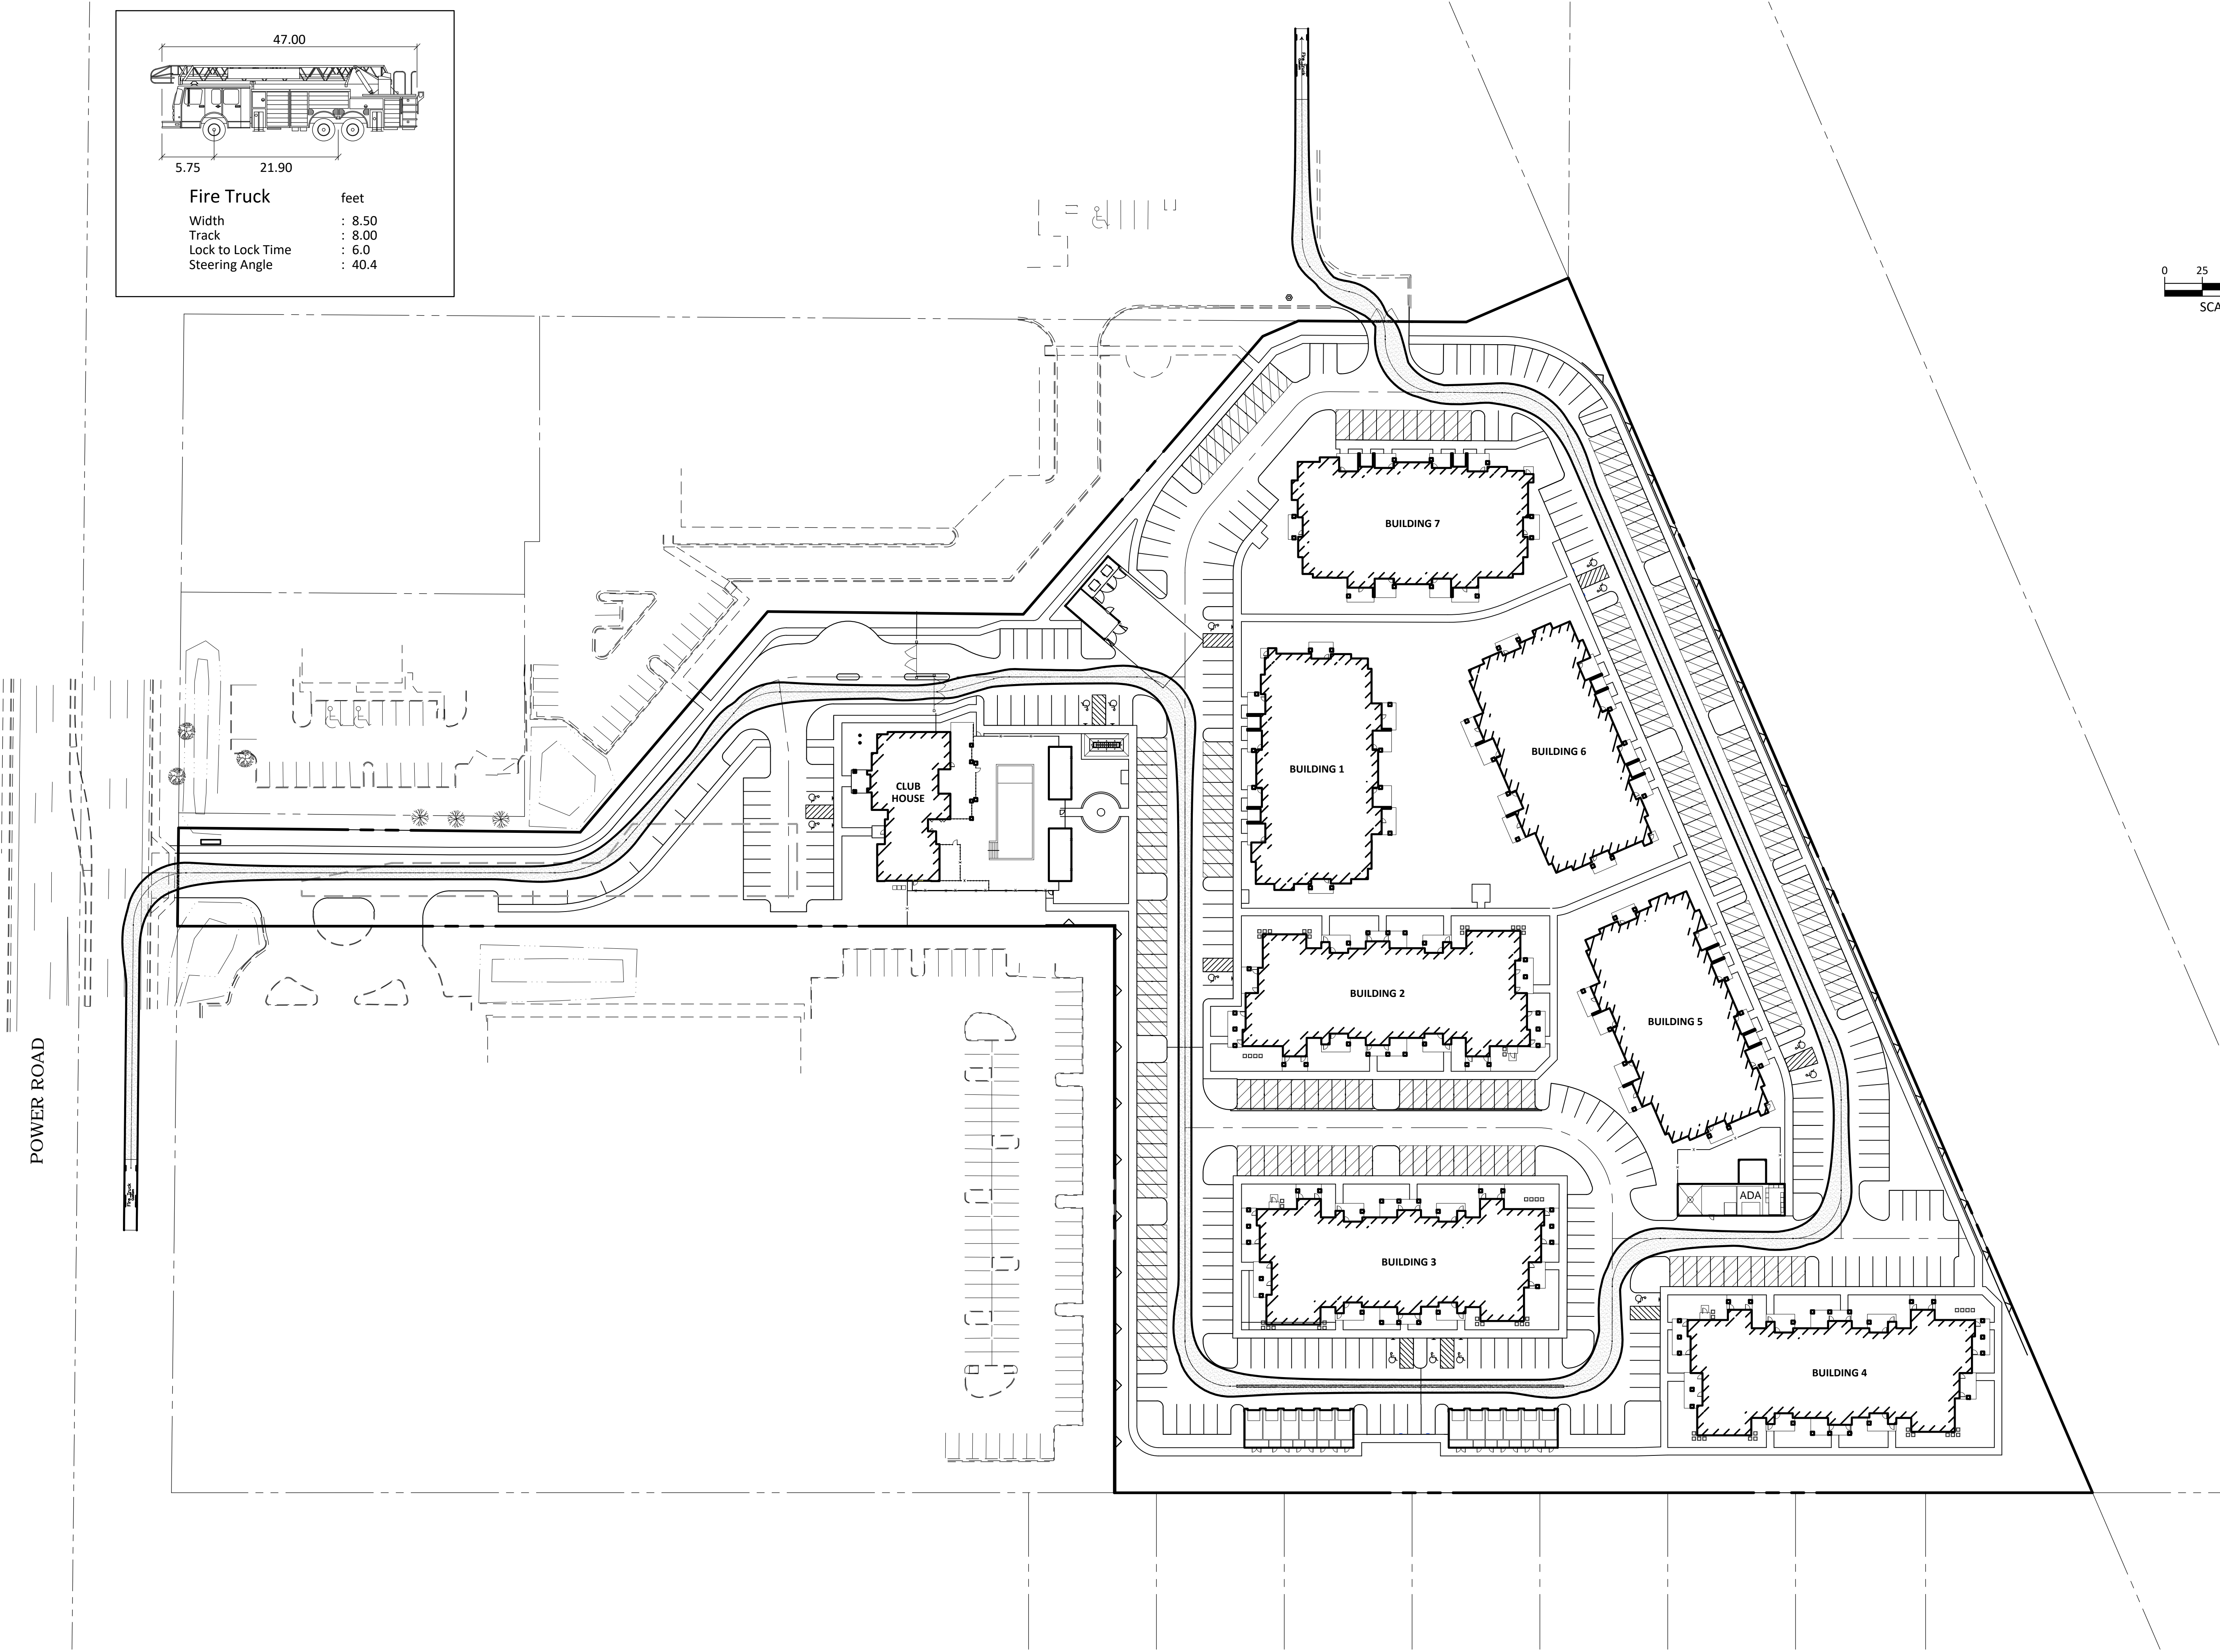 47.00
5.75 21.90
Fire Truck feet
Width : 8.50
Track : 8.00
Lock to Lock Time : 6.0
Steering Angle : 40.4
0 25
SCA
BUILDING 7
BUILDING 6
BUILDING 1
CLUB
HOUSE
BUILDING 2
BUILDING 5
POWER ROAD
Fire Truck
ADA
BUILDING 3
BUILDING 4